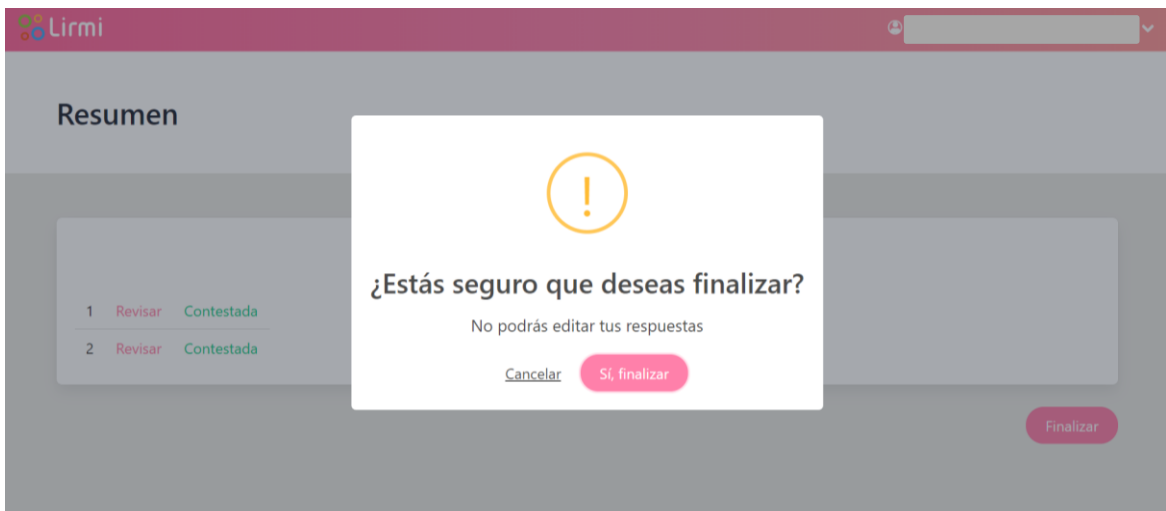 Lirmi
Resumen
!
¿Estás seguro que deseas finalizar?
No podrás editar tus respuestas
Cancelar Sí, finalizar
1 Revisar Contestada
2 Revisar Contestada
Finalizar